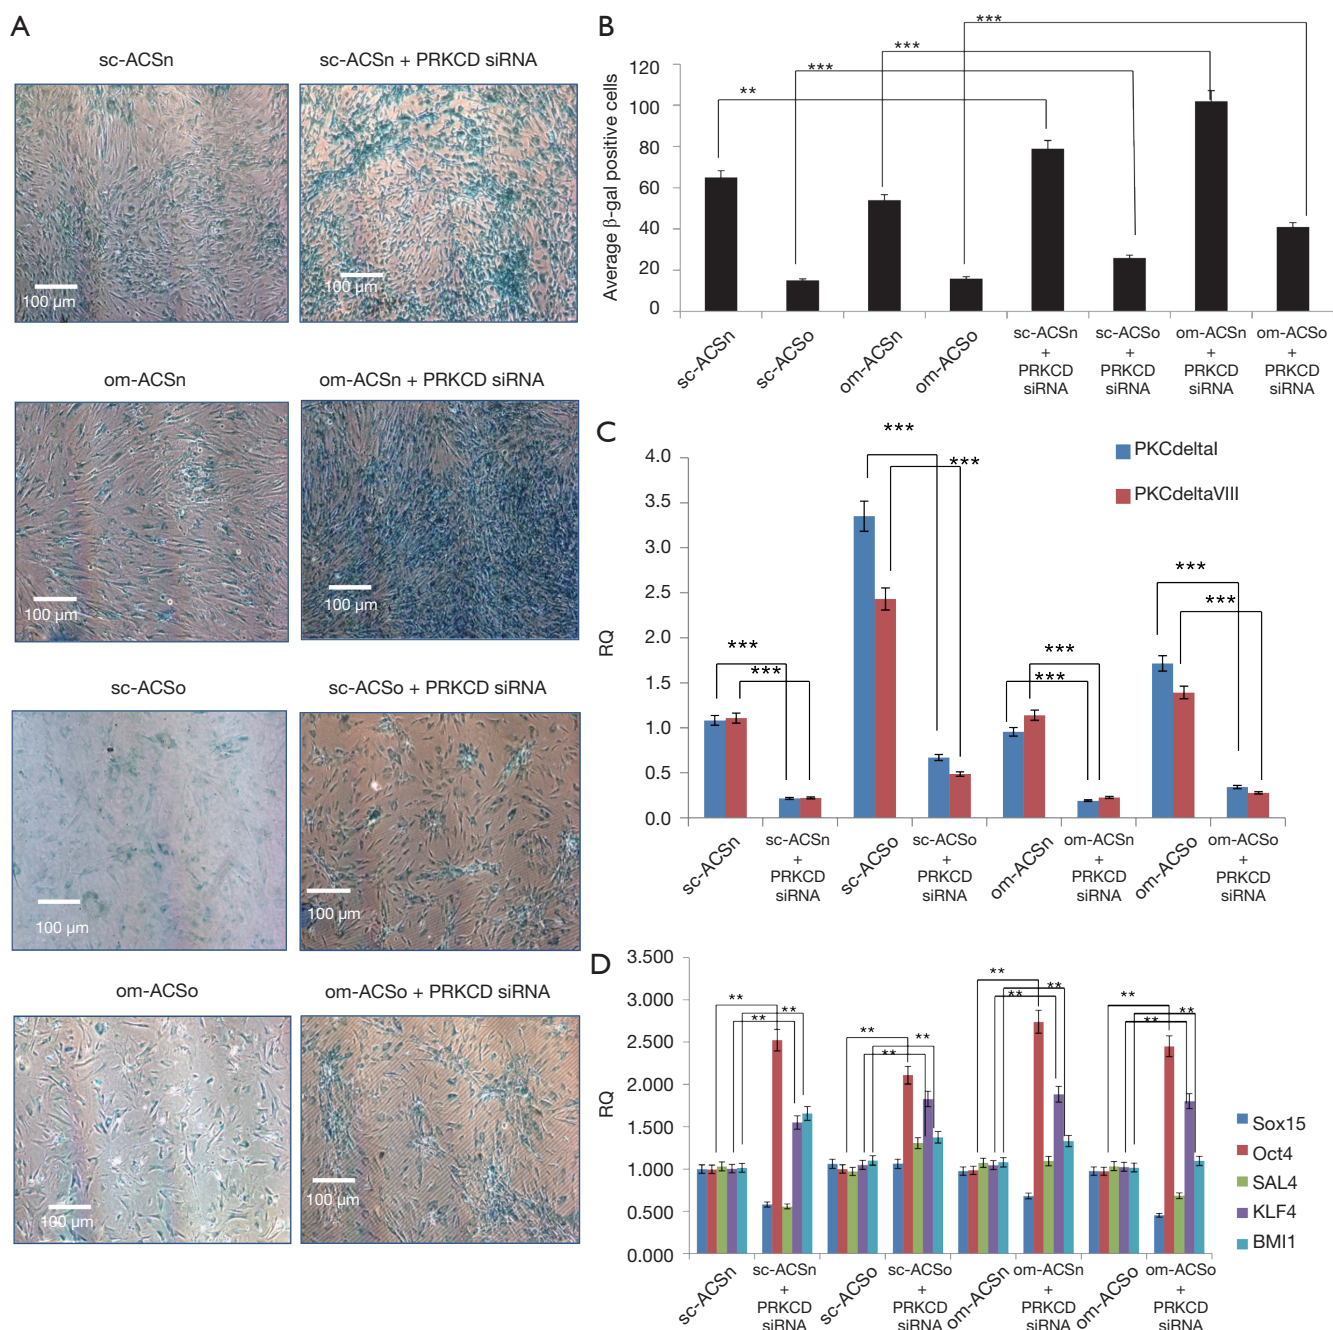 A
sc-ACSn
sc-ACSn + PRKCD siRNA
100 µm
100 µm
om-ACSn
om-ACSn + PRKCD siRNA
100 µm
100 µm
sc-ACSo
sc-ACSo + PRKCD siRNA
100 µm
100 µm
om-ACSo
om-ACSo + PRKCD siRNA
100 µm
100 µm
B
Average β-gal positive cells
120
100
80
60
40
20
0
**
***
***
***
sc-ACSn
sc-ACSo
om-ACSn
om-ACSo
sc-ACSn
+
PRKCD
siRNA
sc-ACSo
+
PRKCD
siRNA
om-ACSn
+
PRKCD
siRNA
om-ACSo
+
PRKCD
siRNA
C
RQ
4.0
3.5
3.0
2.5
2.0
1.5
1.0
0.5
0.0
PKCdeltaI
PKCdeltaVIII
***
***
***
***
***
***
***
***
sc-ACSn
sc-ACSn
+
PRKCD
siRNA
sc-ACSo
sc-ACSo
+
PRKCD
siRNA
om-ACSn
om-ACSn
+
PRKCD
siRNA
om-ACSo
om-ACSo
+
PRKCD
siRNA
D
RQ
3.500
3.000
2.500
2.000
1.500
1.000
0.500
0.000
**
**
**
**
**
**
**
**
**
**
**
**
sc-ACSn
sc-ACSn
+
PRKCD
siRNA
sc-ACSo
sc-ACSo
+
PRKCD
siRNA
om-ACSn
om-ACSn
+
PRKCD
siRNA
om-ACSo
om-ACSo
+
PRKCD
siRNA
Sox15
Oct4
SAL4
KLF4
BMI1